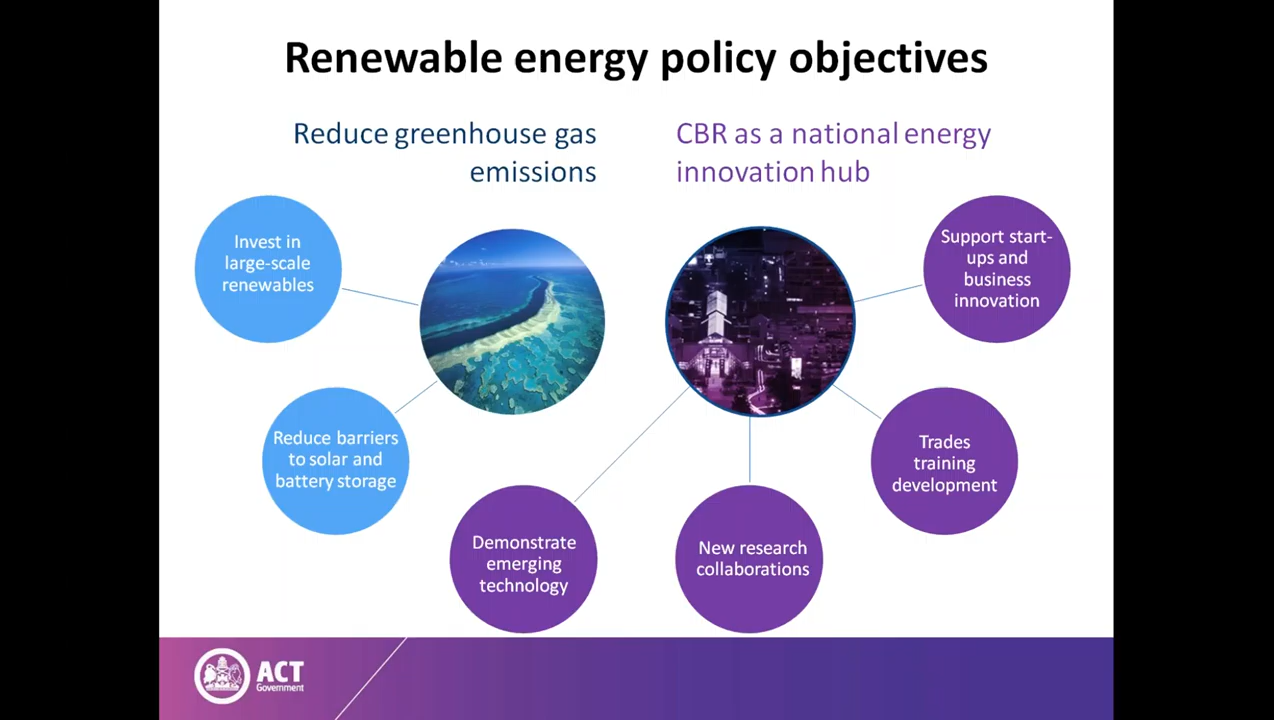 Renewable energy policy objectives
Reduce greenhouse gas
emissions
CBR as a national energy
innovation hub
Invest in
large-scale
renewables
Reduce barriers
to solar and
battery storage
Demonstrate
emerging
technology
New research
collaborations
Trades
training
development
Support start-
ups and
business
innovation
ACT
Government